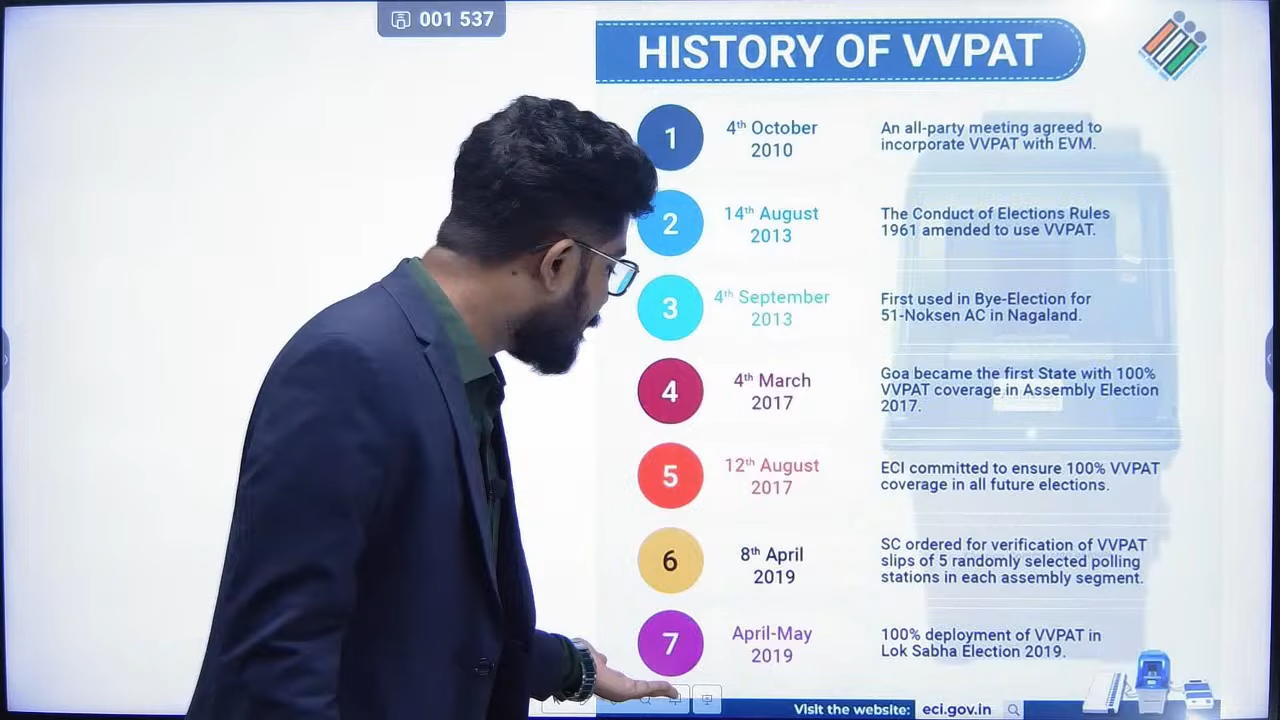 001 537
HISTORY OF VVPAT
1
4th October
2010
An all-party meeting agreed to
incorporate VVPAT with EVM.
2
14th August
2013
The Conduct of Elections Rules
1961 amended to use VVPAT.
3
4th September
2013
First used in Bye-Election for
51-Noksen AC in Nagaland.
4
4th March
2017
Goa became the first State with 100%
VVPAT coverage in Assembly Election
2017.
5
12th August
2017
ECI committed to ensure 100% VVPAT
coverage in all future elections.
6
8th April
2019
SC ordered for verification of VVPAT
slips of 5 randomly selected polling
stations in each assembly segment.
7
April-May
2019
100% deployment of VVPAT in
Lok Sabha Election 2019.
Visit the website: eci.gov.in